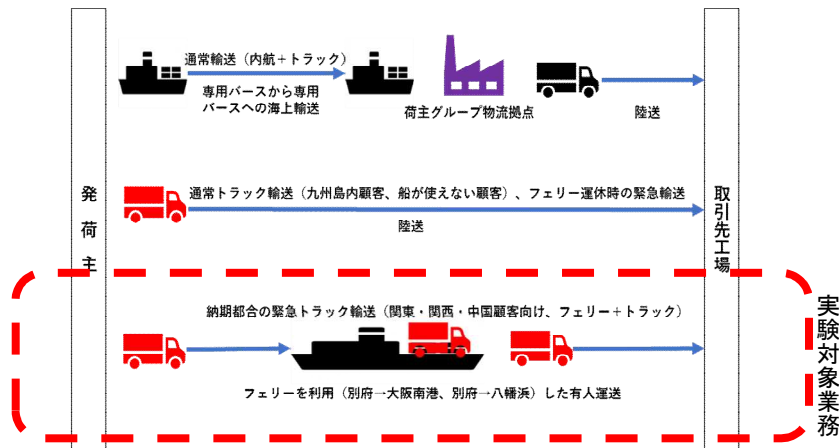 通常輸送（内航＋トラック）
専用バースから専用
バースへの海上輸送
荷主グループ物流拠点
陸送
発荷主
通常トラック輸送（九州島内顧客、船が使えない顧客）、フェリー運休時の緊急輸送
陸送
取引先工場
納期都合の緊急トラック輸送（関東・関西・中国顧客向け、フェリー＋トラック）
フェリーを利用（別府→大阪南港、別府→八幡浜）した有人運送
実験対象業務